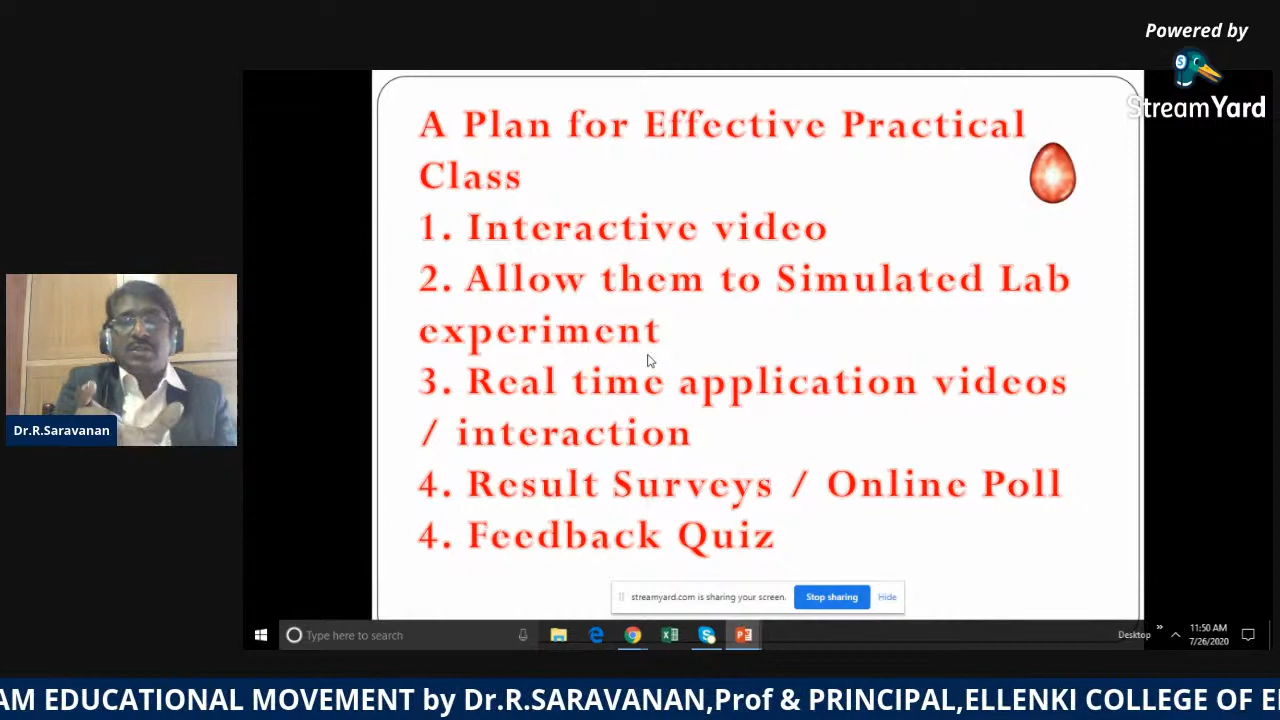 Powered by
StreamYard
A Plan for Effective Practical
Class
1. Interactive video
2. Allow them to Simulated Lab
experiment
3. Real time application videos
/ interaction
4. Result Surveys / Online Poll
4. Feedback Quiz
Dr.R.Saravanan
streamyard.com is sharing your screen.
Stop sharing
Hide
Type here to search
Desktop
11:50 AM
7/26/2020
AM EDUCATIONAL MOVEMENT by Dr.R.SARAVANAN,Prof & PRINCIPAL,ELLENKI COLLEGE OF